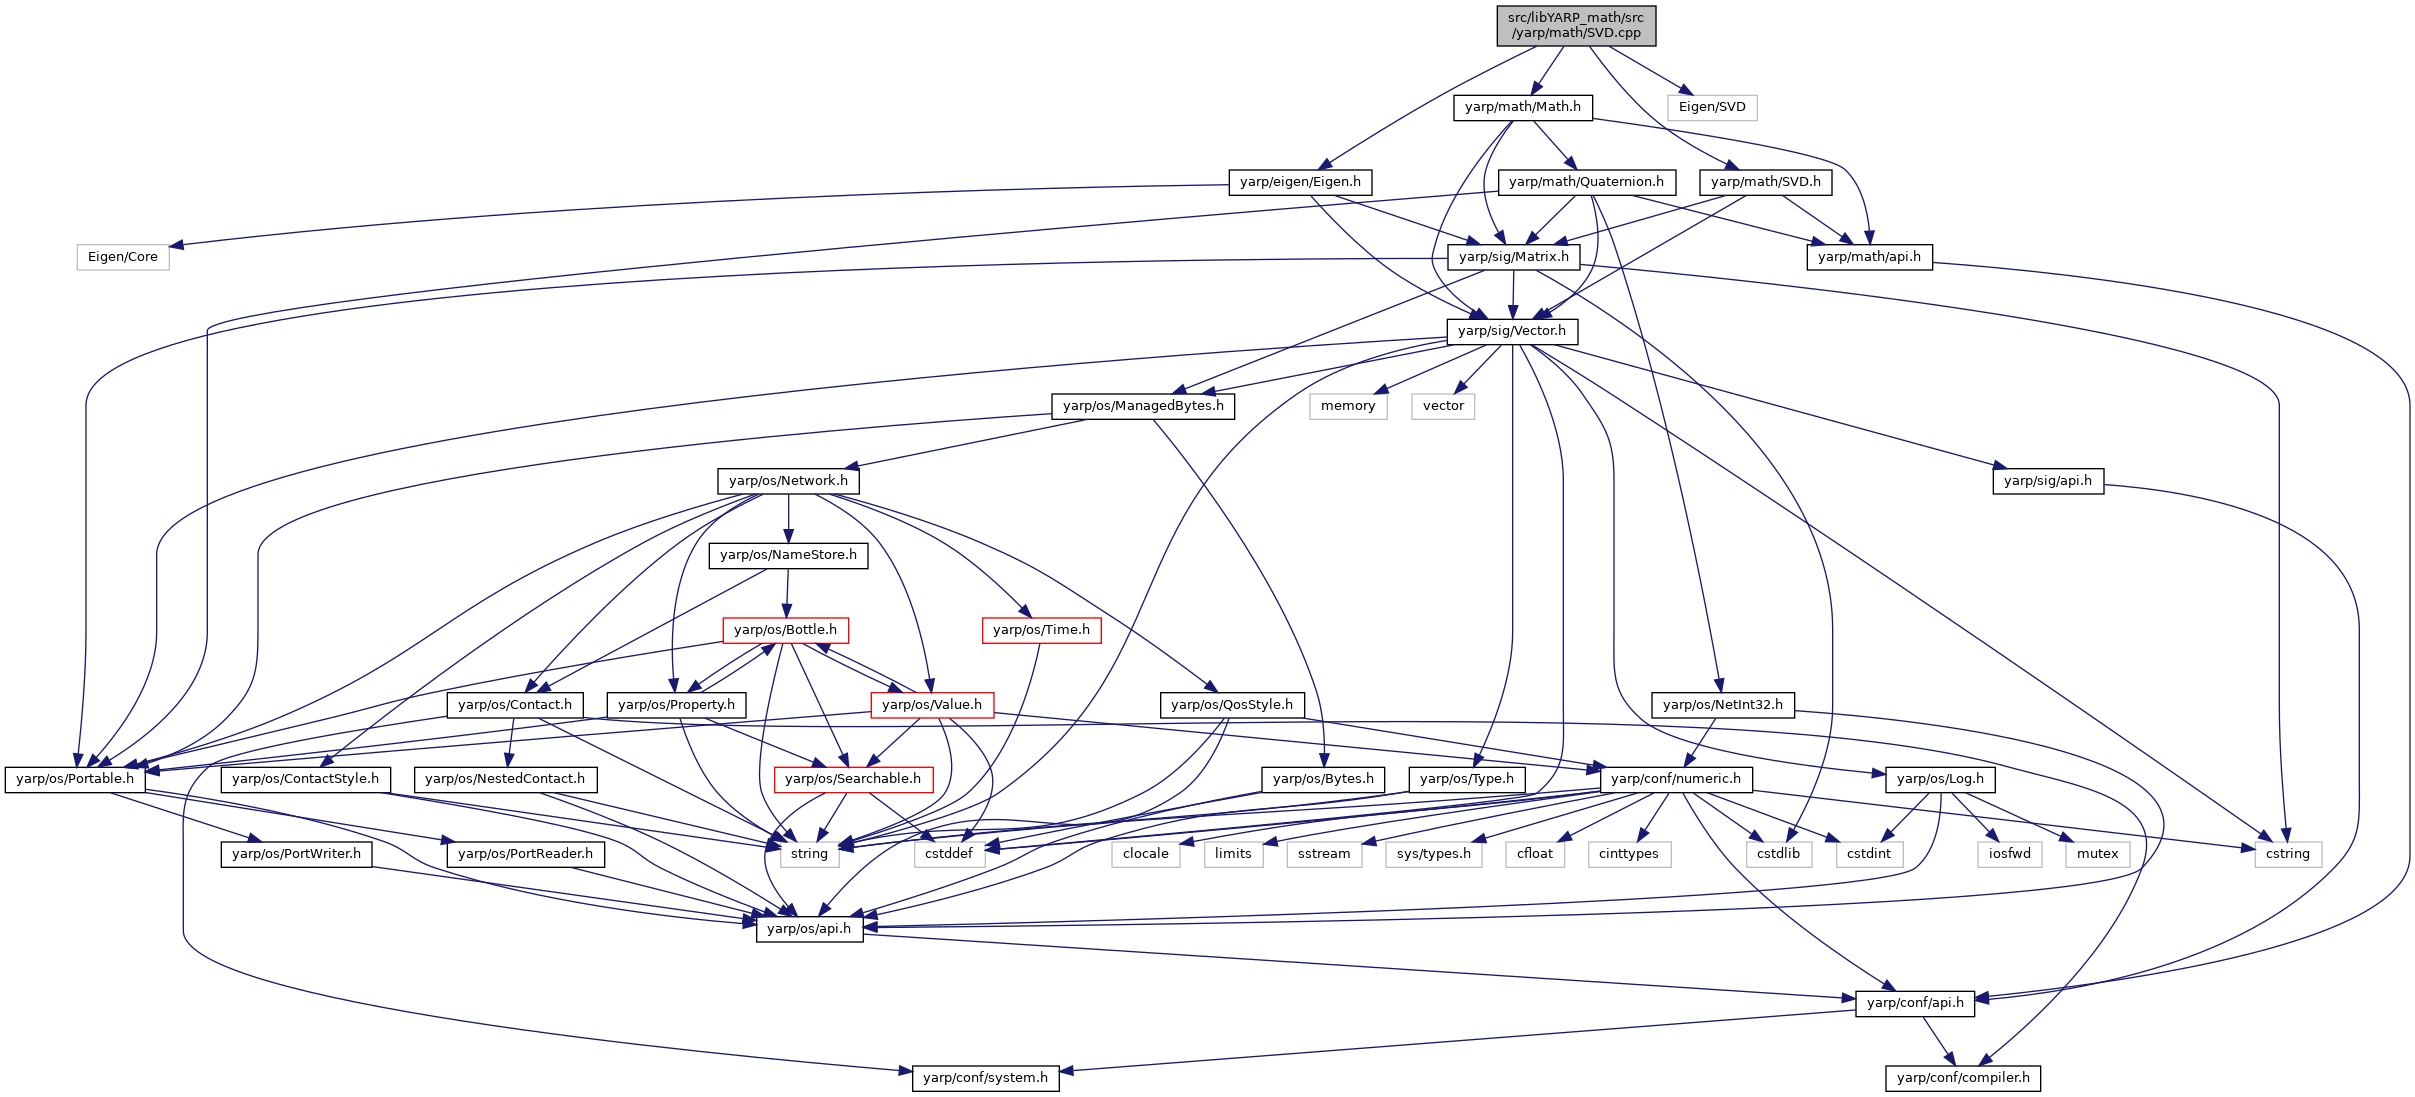 src/libYARP_math/src
/yarp/math/SVD.cpp
yarp/math/Math.h
Eigen/SVD
yarp/eigen/Eigen.h
yarp/math/Quaternion.h
yarp/math/SVD.h
Eigen/Core
yarp/sig/Matrix.h
yarp/math/api.h
yarp/sig/Vector.h
yarp/os/ManagedBytes.h
memory
vector
yarp/os/Network.h
yarp/sig/api.h
yarp/os/NameStore.h
yarp/os/Bottle.h
yarp/os/Time.h
yarp/os/Contact.h
yarp/os/Property.h
yarp/os/Value.h
yarp/os/QosStyle.h
yarp/os/NetInt32.h
yarp/os/Portable.h
yarp/os/ContactStyle.h
yarp/os/NestedContact.h
yarp/os/Searchable.h
yarp/os/Bytes.h
yarp/os/Type.h
yarp/conf/numeric.h
yarp/os/Log.h
yarp/os/PortWriter.h
yarp/os/PortReader.h
string
cstddef
clocale
limits
sstream
sys/types.h
cfloat
cinttypes
cstdlib
cstdint
iosfwd
mutex
cstring
yarp/os/api.h
yarp/conf/api.h
yarp/conf/system.h
yarp/conf/compiler.h